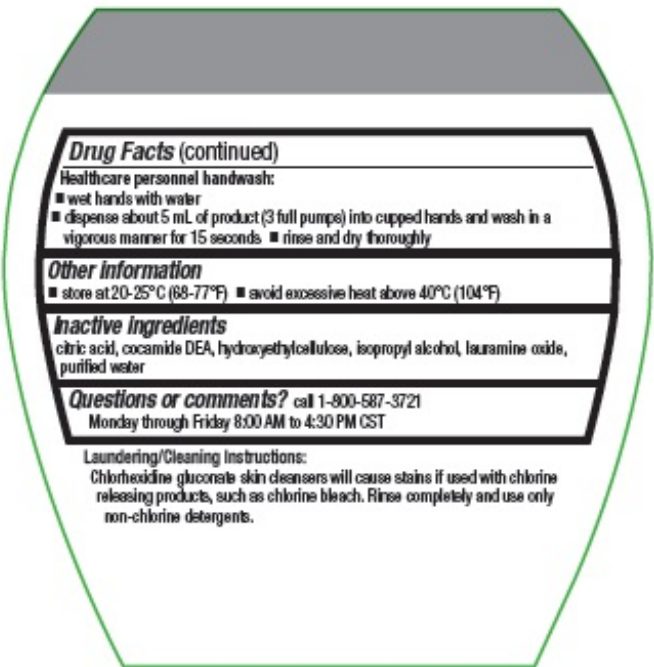 Drug Facts (continued)
Healthcare personnel handwash:
■ wet hands with water
■ dispense about 5 mL of product (3 full pumps) into cupped hands and wash in a
vigorous manner for 15 seconds ■ rinse and dry thoroughly
Other information
■ store at 20-25°C (68-77°F) ■ avoid excessive heat above 40°C (104°F)
Inactive ingredients
citric acid, cocamide DEA, hydroxyethylcellulose, isopropyl alcohol, lauramine oxide,
purified water
Questions or comments? call 1-800-587-3721
Monday through Friday 8:00 AM to 4:30 PM CST
Laundering/Cleaning Instructions:
Chlorhexidine gluconate skin cleansers will cause stains if used with chlorine
releasing products, such as chlorine bleach. Rinse completely and use only
non-chlorine detergents.